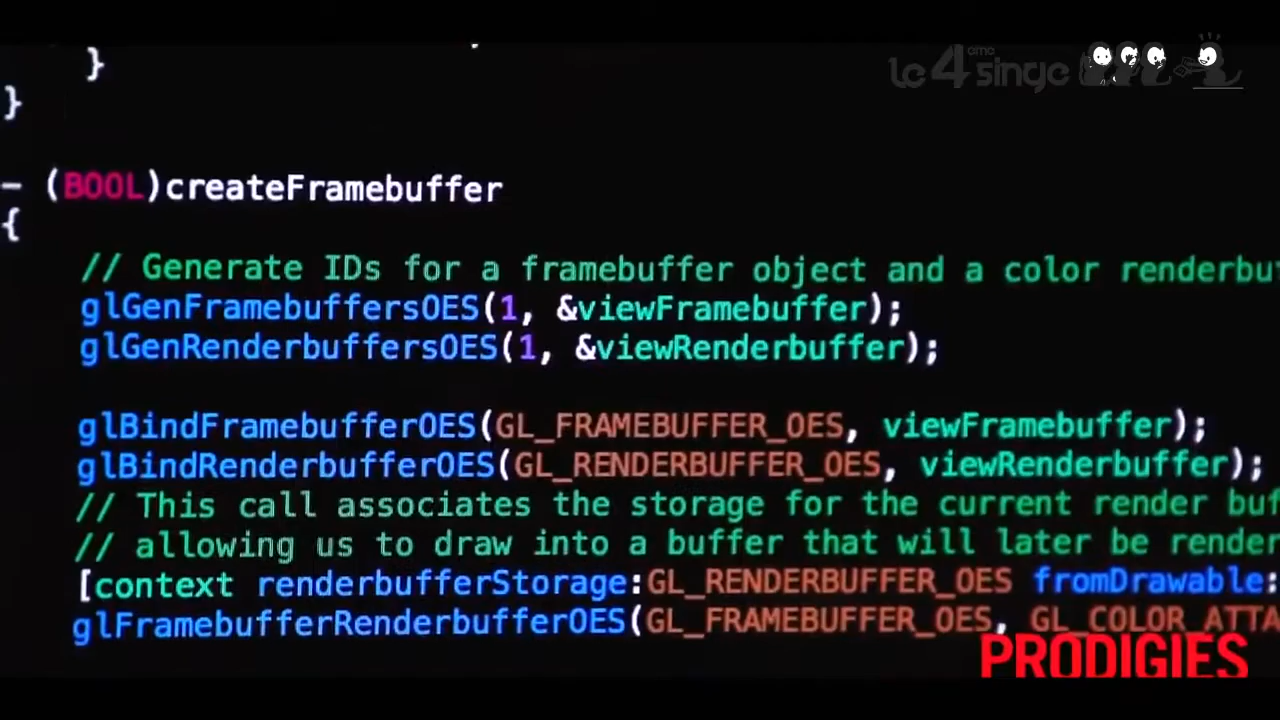 le 4ème singe
}
}
- (BOOL)createFramebuffer
{
// Generate IDs for a framebuffer object and a color renderbu
glGenFramebuffersOES(1, &viewFramebuffer);
glGenRenderbuffersOES(1, &viewRenderbuffer);
glBindFramebufferOES(GL_FRAMEBUFFER_OES, viewFramebuffer);
glBindRenderbufferOES(GL_RENDERBUFFER_OES, viewRenderbuffer);
// This call associates the storage for the current render buf
// allowing us to draw into a buffer that will later be render
[context renderbufferStorage:GL_RENDERBUFFER_OES fromDrawable:
glFramebufferRenderbufferOES(GL_FRAMEBUFFER_OES, GL_COLOR_ATTA
PRODIGIES